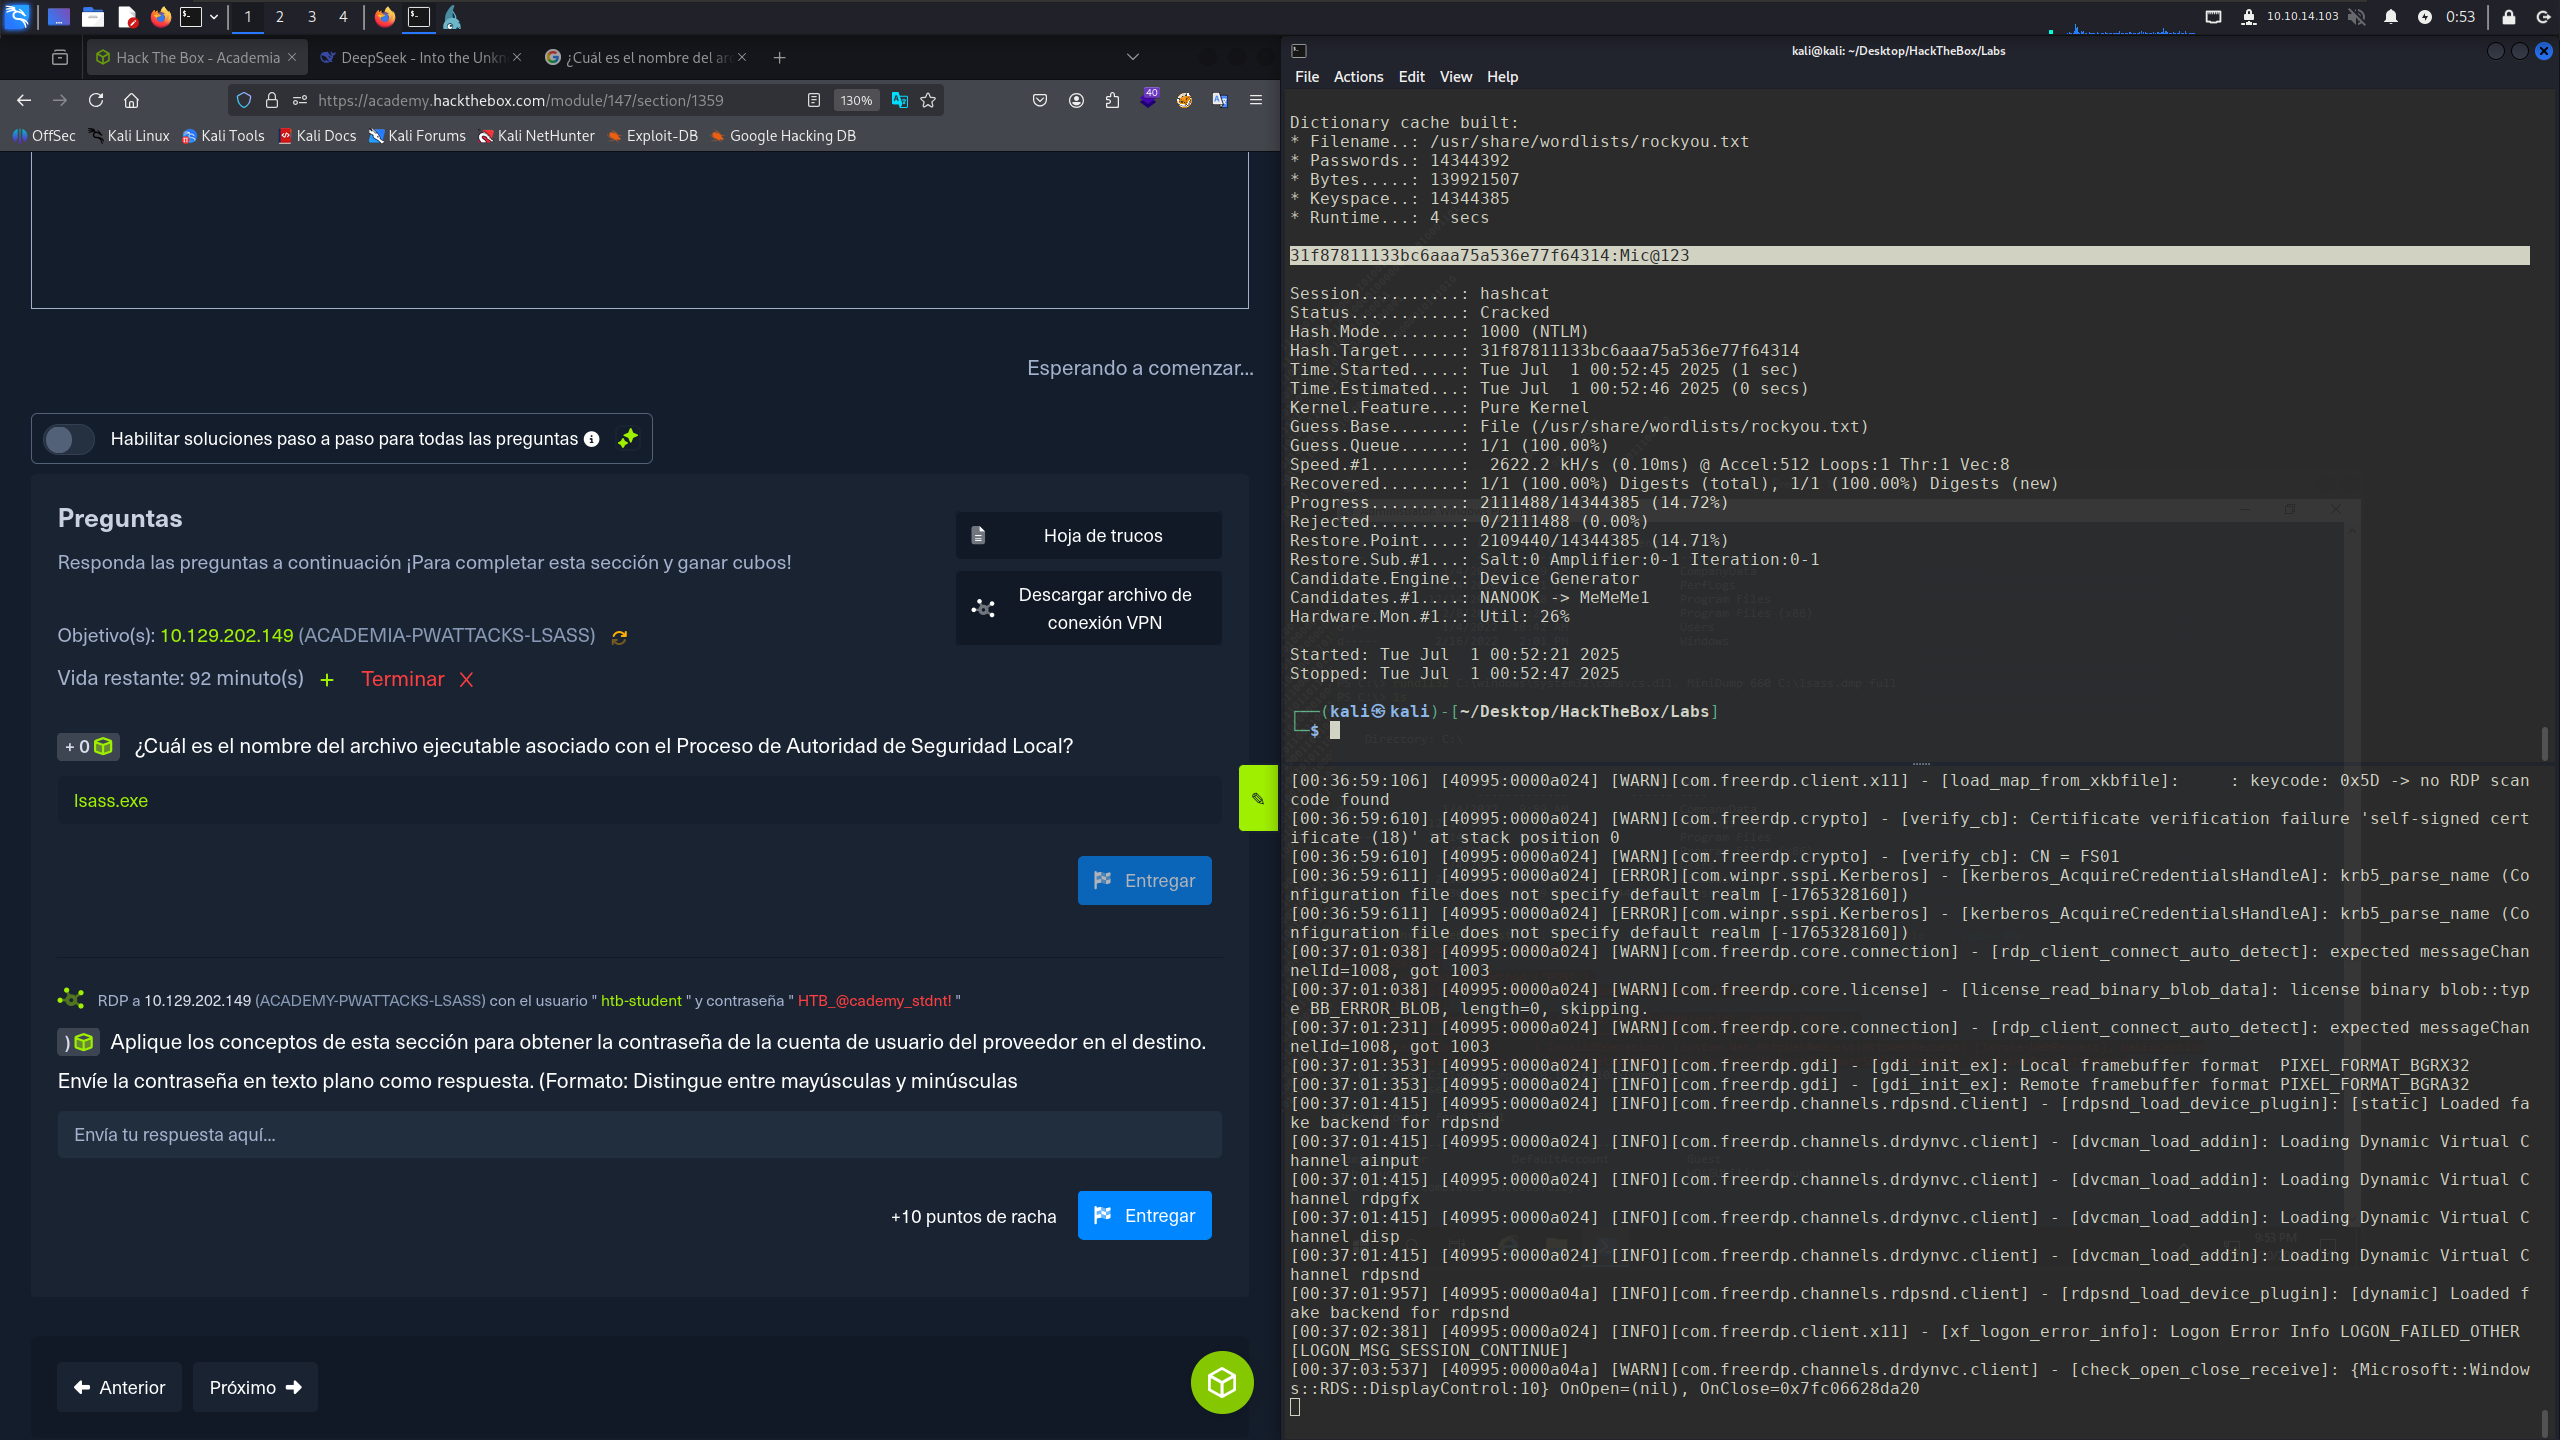 1 2 3 4
10.10.14.103 0:53
Hack The Box - Academia
DeepSeek - Into the Unkn
¿Cuál es el nombre del ar
https://academy.hackthebox.com/module/147/section/1359
130%
40
OffSec Kali Linux Kali Tools Kali Docs Kali Forums Kali NetHunter Exploit-DB Google Hacking DB
Esperando a comenzar...
Habilitar soluciones paso a paso para todas las preguntas
Preguntas
Responda las preguntas a continuación ¡Para completar esta sección y ganar cubos!
Hoja de trucos
Descargar archivo de
conexión VPN
Objetivo(s): 10.129.202.149 (ACADEMIA-PWATTACKS-LSASS)
Vida restante: 92 minuto(s) + Terminar X
+ 0 ¿Cuál es el nombre del archivo ejecutable asociado con el Proceso de Autoridad de Seguridad Local?
lsass.exe
Entregar
RDP a 10.129.202.149 (ACADEMY-PWATTACKS-LSASS) con el usuario " htb-student " y contraseña " HTB_@cademy_stdnt! "
) Aplique los conceptos de esta sección para obtener la contraseña de la cuenta de usuario del proveedor en el destino.
Envíe la contraseña en texto plano como respuesta. (Formato: Distingue entre mayúsculas y minúsculas
Envía tu respuesta aquí...
+10 puntos de racha
Entregar
Anterior
Próximo
kali@kali: ~/Desktop/HackTheBox/Labs
File Actions Edit View Help
Dictionary cache built:
* Filename..: /usr/share/wordlists/rockyou.txt
* Passwords.: 14344392
* Bytes.....: 139921507
* Keyspace..: 14344385
* Runtime...: 4 secs
31f87811133bc6aaa75a536e77f64314:Mic@123
Session..........: hashcat
Status...........: Cracked
Hash.Mode........: 1000 (NTLM)
Hash.Target......: 31f87811133bc6aaa75a536e77f64314
Time.Started.....: Tue Jul  1 00:52:45 2025 (1 sec)
Time.Estimated...: Tue Jul  1 00:52:46 2025 (0 secs)
Kernel.Feature...: Pure Kernel
Guess.Base.......: File (/usr/share/wordlists/rockyou.txt)
Guess.Queue......: 1/1 (100.00%)
Speed.#1.........:  2622.2 kH/s (0.10ms) @ Accel:512 Loops:1 Thr:1 Vec:8
Recovered........: 1/1 (100.00%) Digests (total), 1/1 (100.00%) Digests (new)
Progress.........: 2111488/14344385 (14.72%)
Rejected.........: 0/2111488 (0.00%)
Restore.Point....: 2109440/14344385 (14.71%)
Restore.Sub.#1...: Salt:0 Amplifier:0-1 Iteration:0-1
Candidate.Engine.: Device Generator
Candidates.#1....: NANOOK -> MeMeMe1
Hardware.Mon.#1..: Util: 26%
Started: Tue Jul  1 00:52:21 2025
Stopped: Tue Jul  1 00:52:47 2025
┌──(kali㉿kali)-[~/Desktop/HackTheBox/Labs]
└─$
[00:36:59:106] [40995:0000a024] [WARN][com.freerdp.client.x11] - [load_map_from_xkbfile]:     : keycode: 0x5D -> no RDP scan
code found
[00:36:59:610] [40995:0000a024] [WARN][com.freerdp.crypto] - [verify_cb]: Certificate verification failure 'self-signed cert
ificate (18)' at stack position 0
[00:36:59:610] [40995:0000a024] [WARN][com.freerdp.crypto] - [verify_cb]: CN = FS01
[00:36:59:611] [40995:0000a024] [ERROR][com.winpr.sspi.Kerberos] - [kerberos_AcquireCredentialsHandleA]: krb5_parse_name (Co
nfiguration file does not specify default realm [-1765328160])
[00:36:59:611] [40995:0000a024] [ERROR][com.winpr.sspi.Kerberos] - [kerberos_AcquireCredentialsHandleA]: krb5_parse_name (Co
nfiguration file does not specify default realm [-1765328160])
[00:37:01:038] [40995:0000a024] [WARN][com.freerdp.core.connection] - [rdp_client_connect_auto_detect]: expected messageChan
nelId=1008, got 1003
[00:37:01:038] [40995:0000a024] [WARN][com.freerdp.core.license] - [license_read_binary_blob_data]: license binary blob::typ
e BB_ERROR_BLOB, length=0, skipping.
[00:37:01:231] [40995:0000a024] [WARN][com.freerdp.core.connection] - [rdp_client_connect_auto_detect]: expected messageChan
nelId=1008, got 1003
[00:37:01:353] [40995:0000a024] [INFO][com.freerdp.gdi] - [gdi_init_ex]: Local framebuffer format  PIXEL_FORMAT_BGRX32
[00:37:01:353] [40995:0000a024] [INFO][com.freerdp.gdi] - [gdi_init_ex]: Remote framebuffer format PIXEL_FORMAT_BGRA32
[00:37:01:415] [40995:0000a024] [INFO][com.freerdp.channels.rdpsnd.client] - [rdpsnd_load_device_plugin]: [static] Loaded fa
ke backend for rdpsnd
[00:37:01:415] [40995:0000a024] [INFO][com.freerdp.channels.drdynvc.client] - [dvcman_load_addin]: Loading Dynamic Virtual C
hannel ainput
[00:37:01:415] [40995:0000a024] [INFO][com.freerdp.channels.drdynvc.client] - [dvcman_load_addin]: Loading Dynamic Virtual C
hannel rdpgfx
[00:37:01:415] [40995:0000a024] [INFO][com.freerdp.channels.drdynvc.client] - [dvcman_load_addin]: Loading Dynamic Virtual C
hannel disp
[00:37:01:415] [40995:0000a024] [INFO][com.freerdp.channels.drdynvc.client] - [dvcman_load_addin]: Loading Dynamic Virtual C
hannel rdpsnd
[00:37:01:957] [40995:0000a04a] [INFO][com.freerdp.channels.rdpsnd.client] - [rdpsnd_load_device_plugin]: [dynamic] Loaded f
ake backend for rdpsnd
[00:37:02:381] [40995:0000a024] [INFO][com.freerdp.client.x11] - [xf_logon_error_info]: Logon Error Info LOGON_FAILED_OTHER
[LOGON_MSG_SESSION_CONTINUE]
[00:37:03:537] [40995:0000a04a] [WARN][com.freerdp.channels.drdynvc.client] - [check_open_close_receive]: {Microsoft::Window
s::RDS::DisplayControl:10} OnOpen=(nil), OnClose=0x7fc06628da20